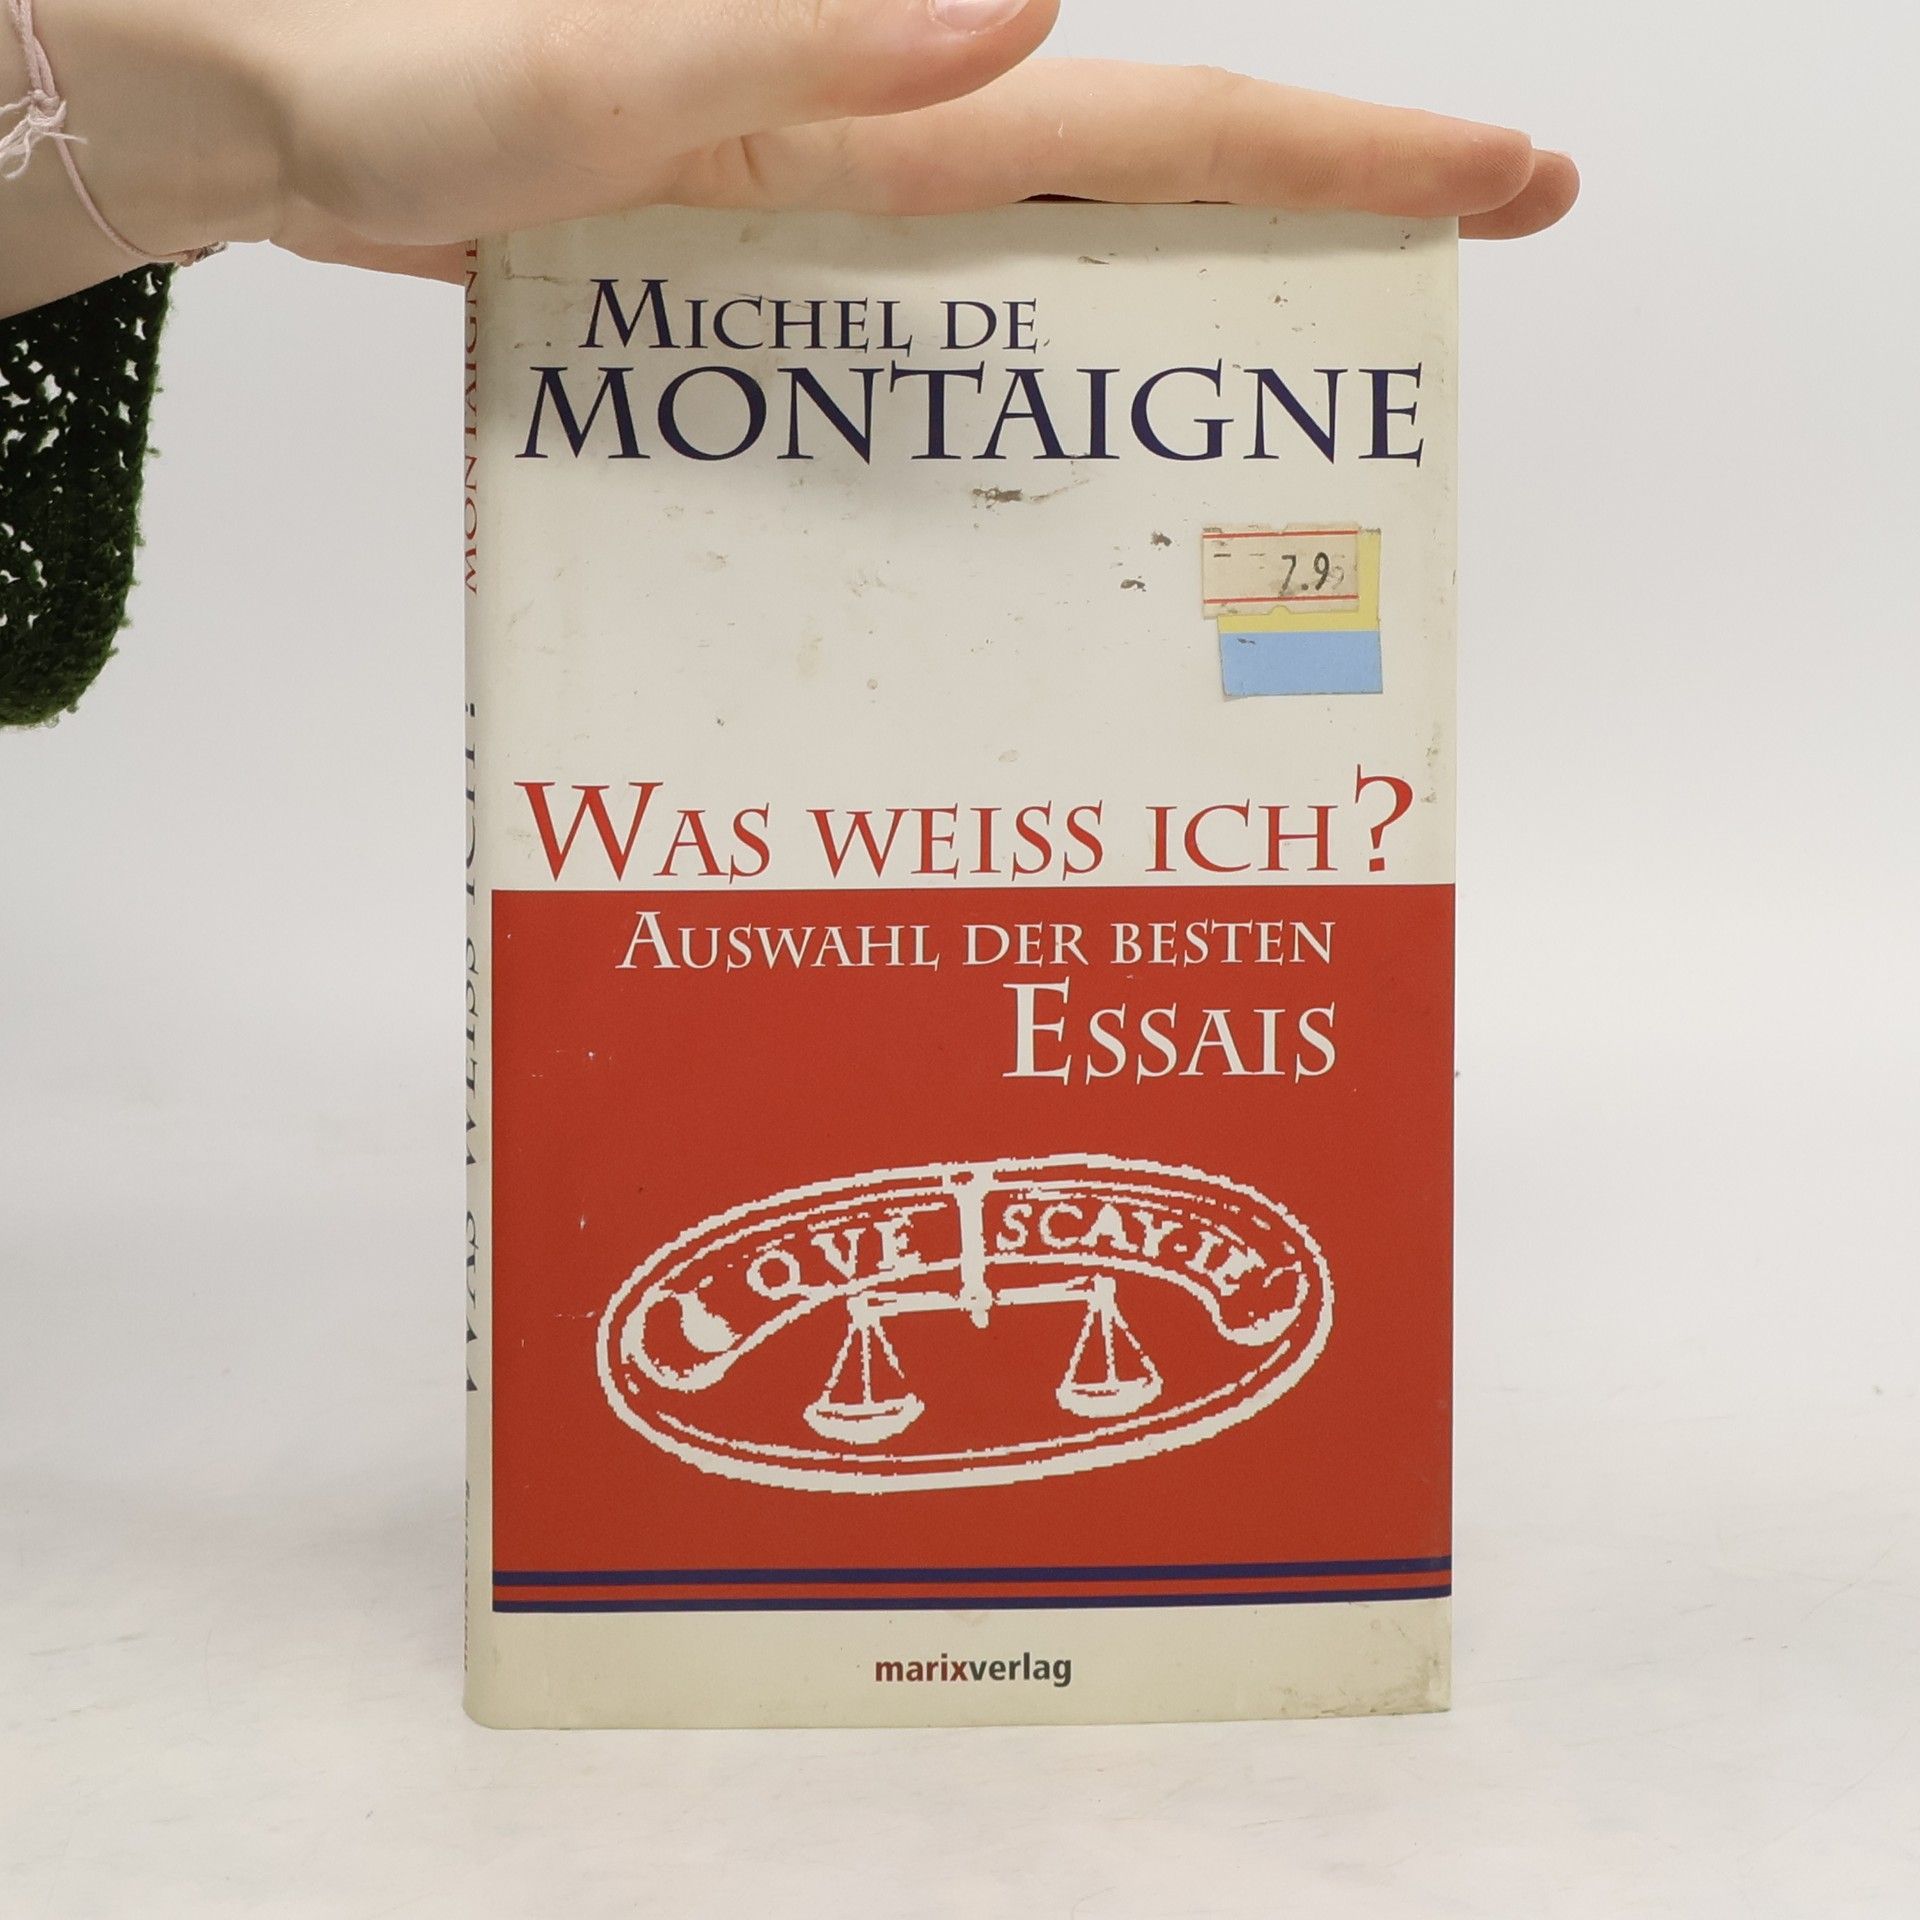 MICHEL DE
MONTAIGNE
7.99
WAS WEISS ICH?
AUSWAHL DER BESTEN
ESSAIS
QVE SCAY-IE
marixverlag
MONTAIGNE WAS WEISS ICH?